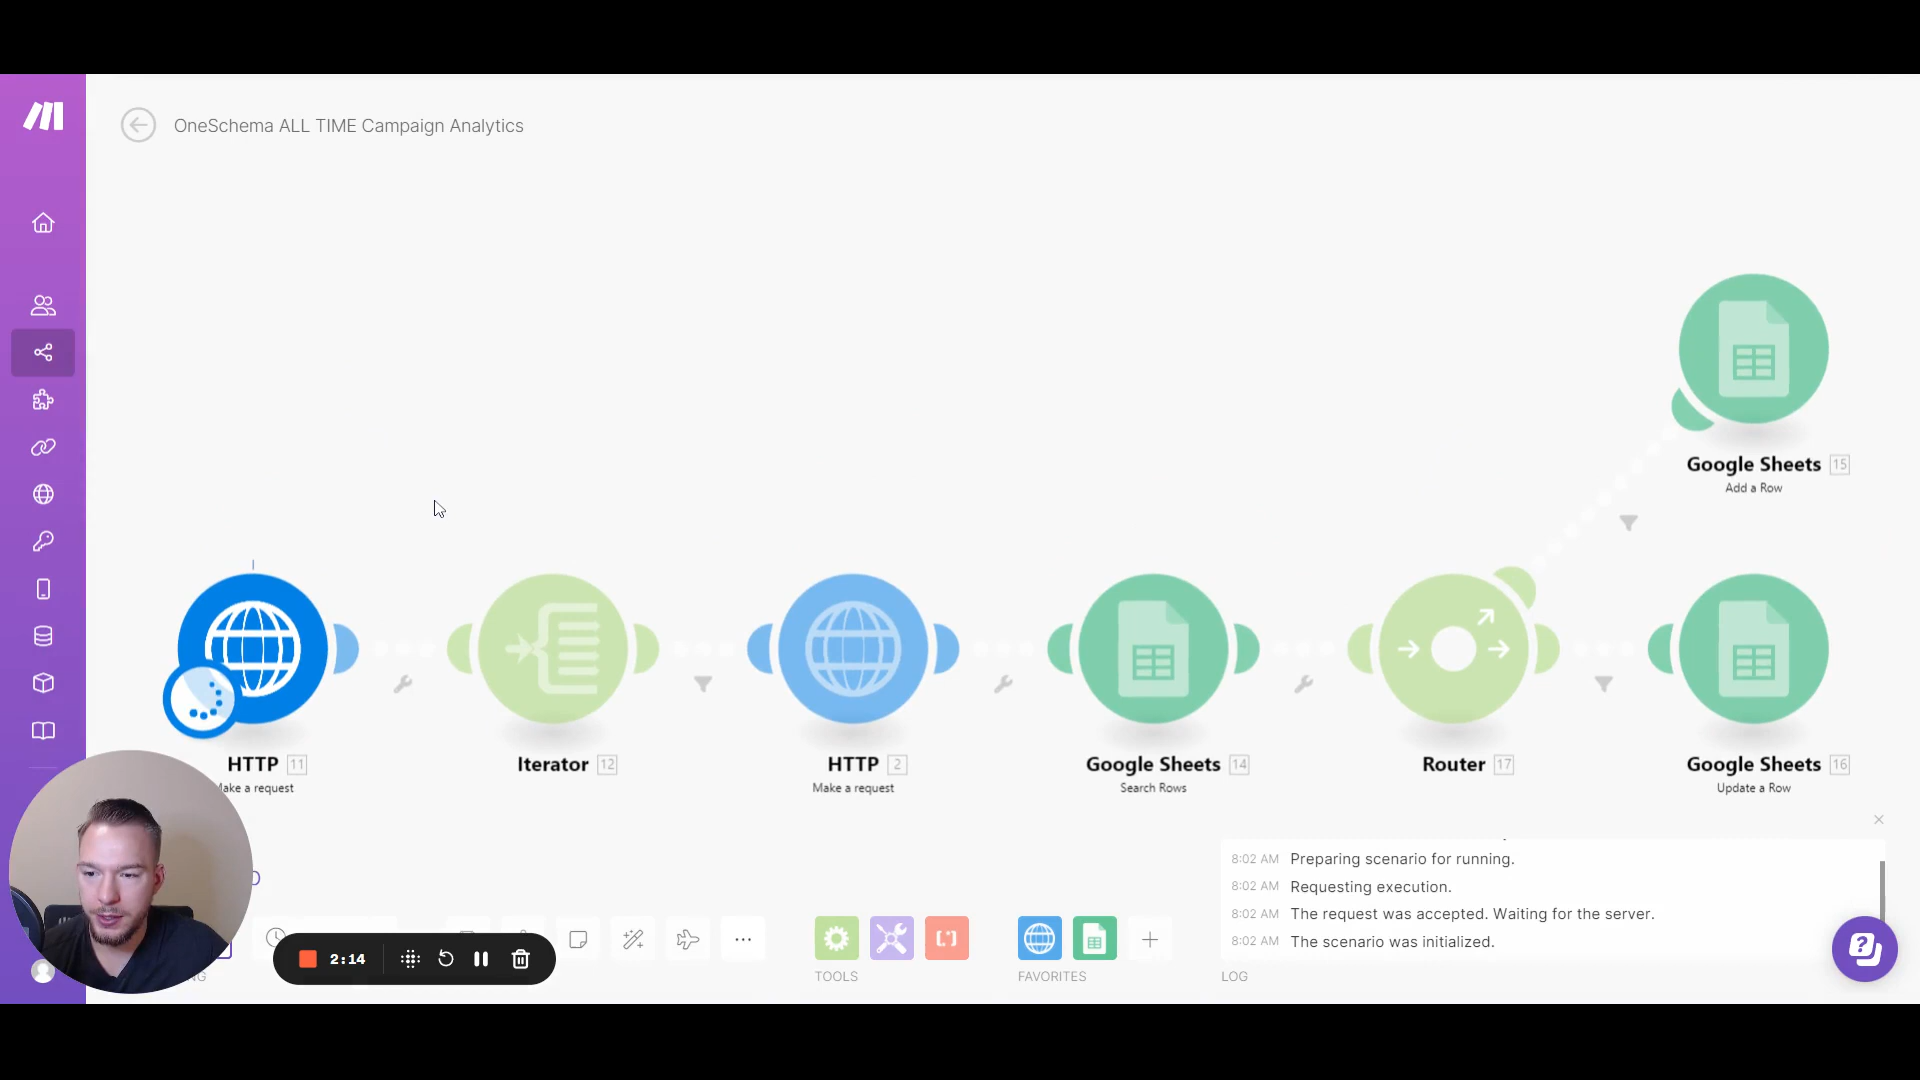 OneSchema ALL TIME Campaign Analytics
Google Sheets 15
Add a Row
HTTP 11
Make a request
Iterator 12
HTTP 2
Make a request
Google Sheets 14
Search Rows
Router 17
Google Sheets 16
Update a Row
8:02 AM Preparing scenario for running.
8:02 AM Requesting execution.
8:02 AM The request was accepted. Waiting for the server.
8:02 AM The scenario was initialized.
2:14
TOOLS
FAVORITES
LOG